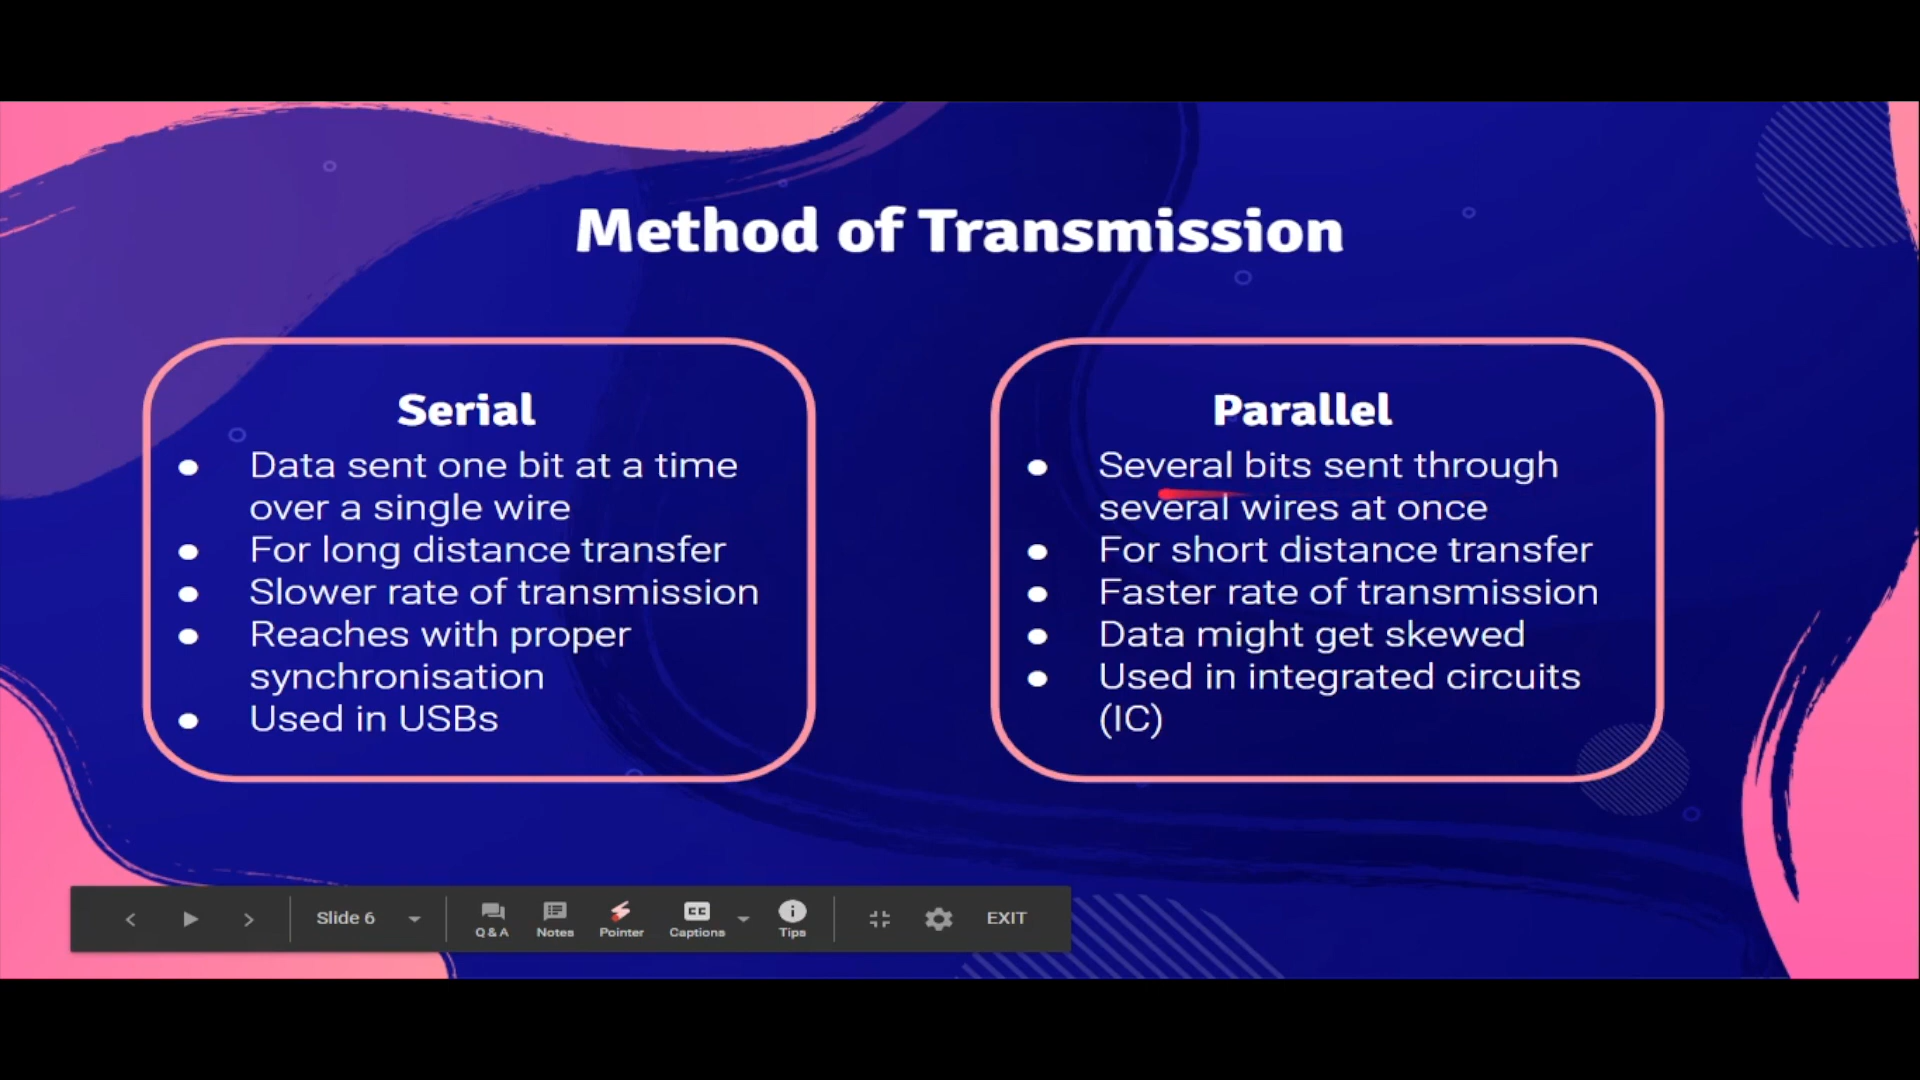 Method of Transmission
Serial
● Data sent one bit at a time
over a single wire
● For long distance transfer
● Slower rate of transmission
● Reaches with proper
synchronisation
● Used in USBs
Parallel
● Several bits sent through
several wires at once
● For short distance transfer
● Faster rate of transmission
● Data might get skewed
● Used in integrated circuits
(IC)
Slide 6
Q & A
Notes
Pointer
CC
Captions
Tips
EXIT